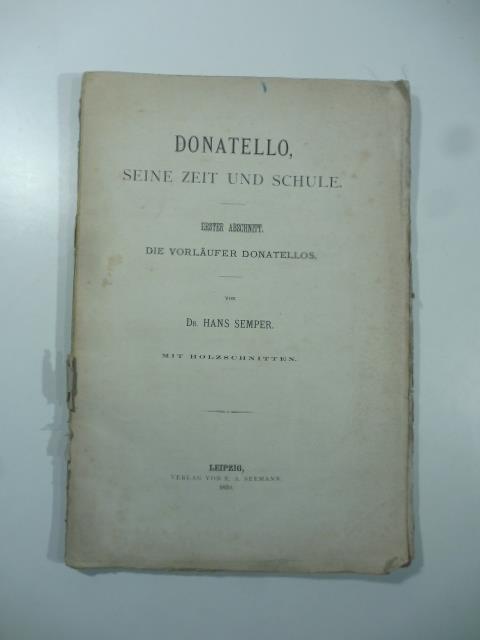 DONATELLO,
SEINE ZEIT UND SCHULE.
ERSTER ABSCHNITT.
DIE VORLÄUFER DONATELLOS.
VON
DR. HANS SEMPER.
MIT HOLZSCHNITTEN.
LEIPZIG,
VERLAG VON E. A. SEEMANN.